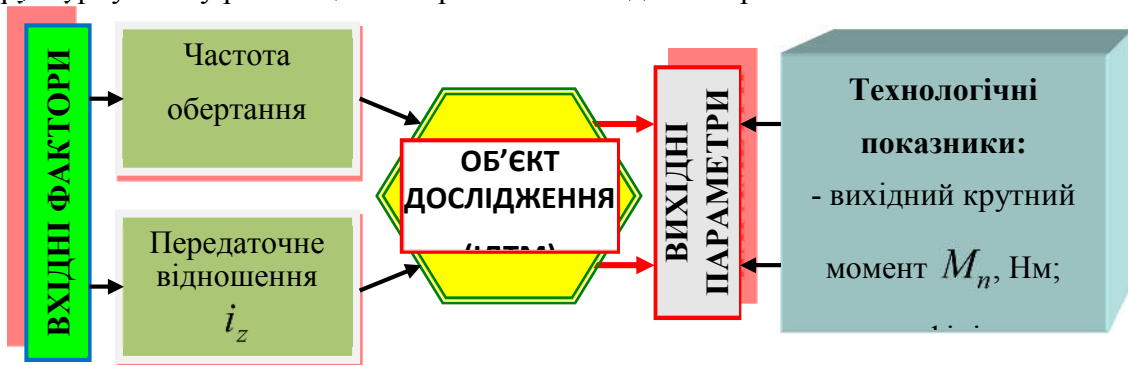 ВХІДНІ ФАКТОРИ
Частота
обертання
Передаточне
відношення
i_z
ОБ’ЄКТ
ДОСЛІДЖЕННЯ
ВИХІДНІ
ПАРАМЕТРИ
Технологічні
показники:
- вихідний крутний
момент M_n, Нм;